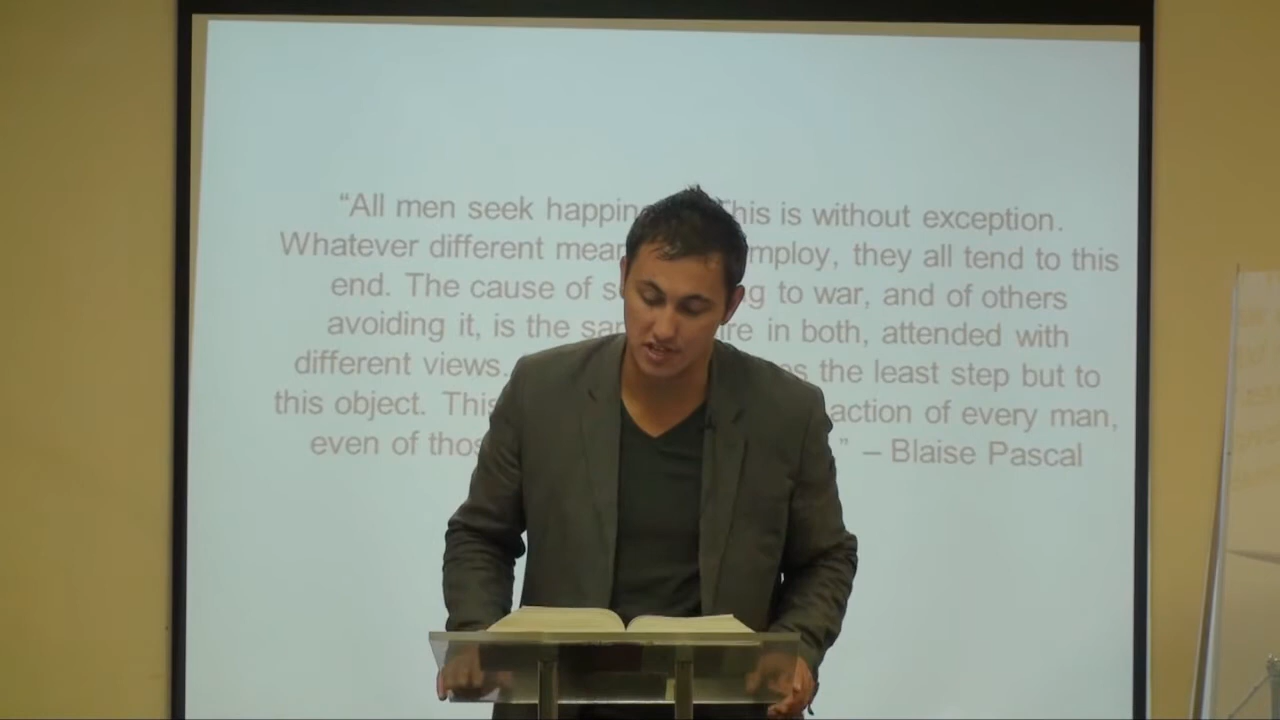 “All men seek happin his is without exception.
Whatever different mean mploy, they all tend to this
end. The cause of s g to war, and of others
avoiding it, is the sa re in both, attended with
different views. s the least step but to
this object. This action of every man,
even of thos ” – Blaise Pascal